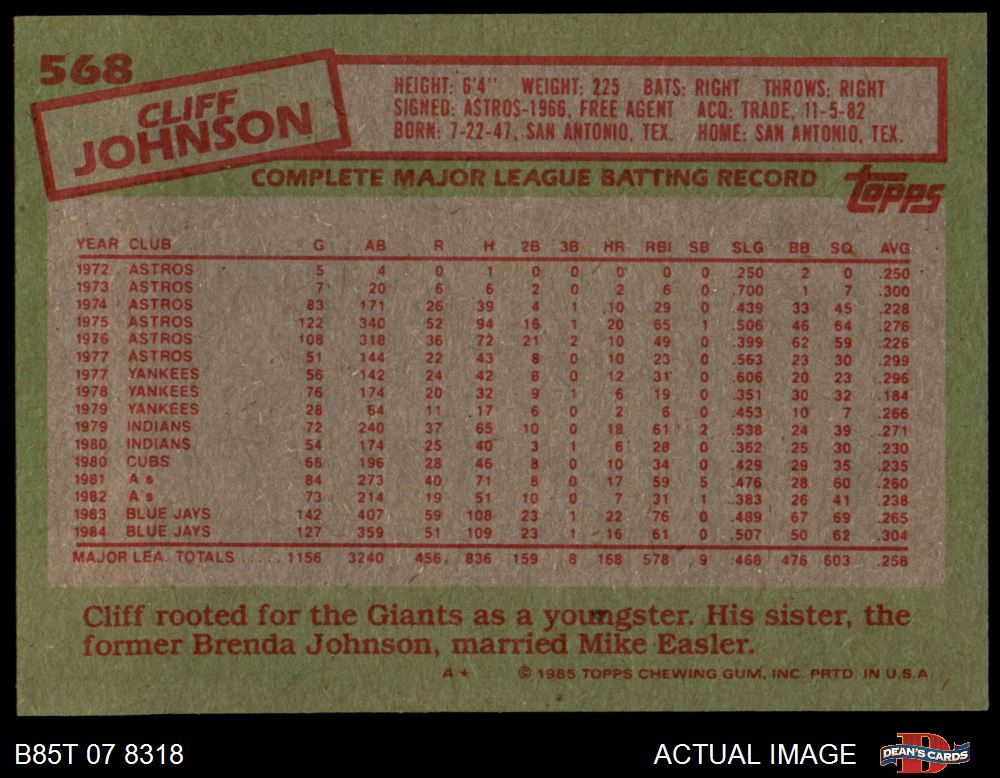 568
CLIFF
JOHNSON
HEIGHT: 6'4" WEIGHT: 225 BATS: RIGHT THROWS: RIGHT
SIGNED: ASTROS-1966, FREE AGENT ACQ: TRADE, 11-5-82
BORN: 7-22-47, SAN ANTONIO, TEX. HOME: SAN ANTONIO, TEX.
COMPLETE MAJOR LEAGUE BATTING RECORD
topps
YEAR CLUB G AB R H 2B 3B HR RBI SB SLG BB SO AVG
1972 ASTROS 5 4 0 1 0 0 0 0 0 .250 2 0 .250
1973 ASTROS 7 20 6 6 2 0 2 6 0 .700 1 7 .300
1974 ASTROS 83 171 26 39 4 1 10 29 0 .439 33 45 .228
1975 ASTROS 122 340 52 94 16 1 20 65 1 .506 46 64 .276
1976 ASTROS 108 318 36 72 21 2 10 49 0 .399 62 59 .226
1977 ASTROS 51 144 22 43 8 0 10 23 0 .563 23 30 .299
1977 YANKEES 56 142 24 42 8 0 12 31 0 .606 20 23 .296
1978 YANKEES 76 174 20 32 9 1 6 19 0 .351 30 32 .184
1979 YANKEES 28 64 11 17 6 0 2 6 0 .453 10 7 .266
1979 INDIANS 72 240 37 65 10 0 18 61 2 .538 24 39 .271
1980 INDIANS 54 174 25 40 3 1 6 28 0 .362 25 30 .230
1980 CUBS 68 196 28 46 8 0 10 34 0 .429 29 35 .235
1981 A's 84 273 40 71 8 0 17 59 5 .476 28 60 .260
1982 A's 73 214 19 51 10 0 7 31 1 .383 26 41 .238
1983 BLUE JAYS 142 407 59 108 23 1 22 76 0 .489 67 69 .265
1984 BLUE JAYS 127 359 51 109 23 1 16 61 0 .507 50 62 .304
MAJOR LEA. TOTALS ..... 1156 3240 456 836 159 8 168 578 9 .468 476 603 .258
Cliff rooted for the Giants as a youngster. His sister, the
former Brenda Johnson, married Mike Easler.
A* © 1985 TOPPS CHEWING GUM, INC. PRTD. IN U.S.A.
B85T 07 8318 ACTUAL IMAGE D DEAN'S CARDS